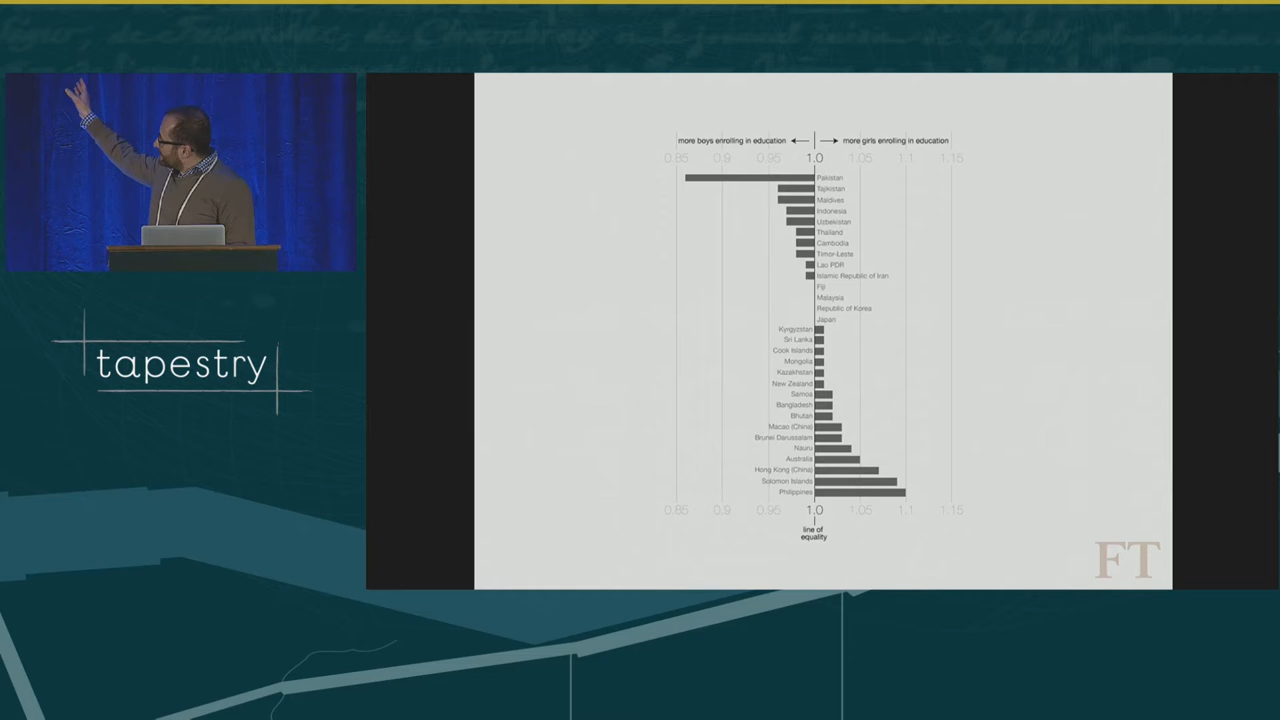 tapestry
more boys enrolling in education
more girls enrolling in education
0.85 0.9 0.95 1.0 1.05 1.1 1.15
Pakistan
Tajikistan
Maldives
Indonesia
Uzbekistan
Thailand
Cambodia
Timor-Leste
Lao PDR
Islamic Republic of Iran
Fiji
Malaysia
Republic of Korea
Japan
Kyrgyzstan
Sri Lanka
Cook Islands
Mongolia
Kazakhstan
New Zealand
Samoa
Bangladesh
Bhutan
Macao (China)
Brunei Darussalam
Nauru
Australia
Hong Kong (China)
Solomon Islands
Philippines
0.85 0.9 0.95 1.0 1.05 1.1 1.15
line of
equality
FT